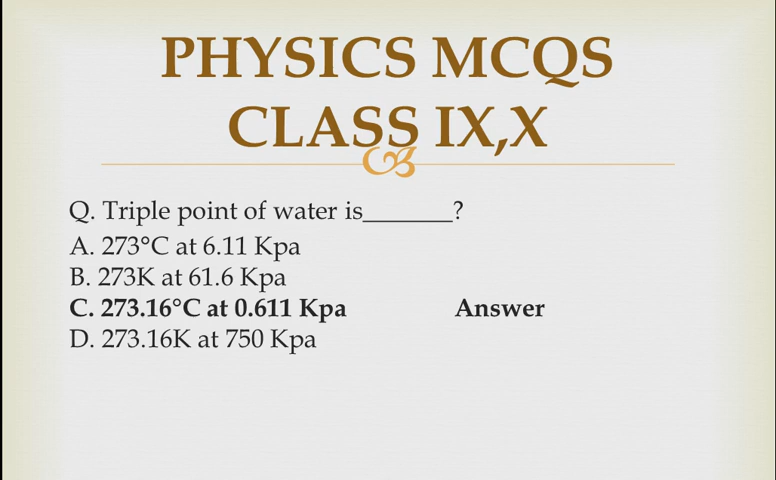 PHYSICS MCQS
CLASS IX,X
Q. Triple point of water is_______?
A. 273°C at 6.11 Kpa
B. 273K at 61.6 Kpa
C. 273.16°C at 0.611 Kpa Answer
D. 273.16K at 750 Kpa